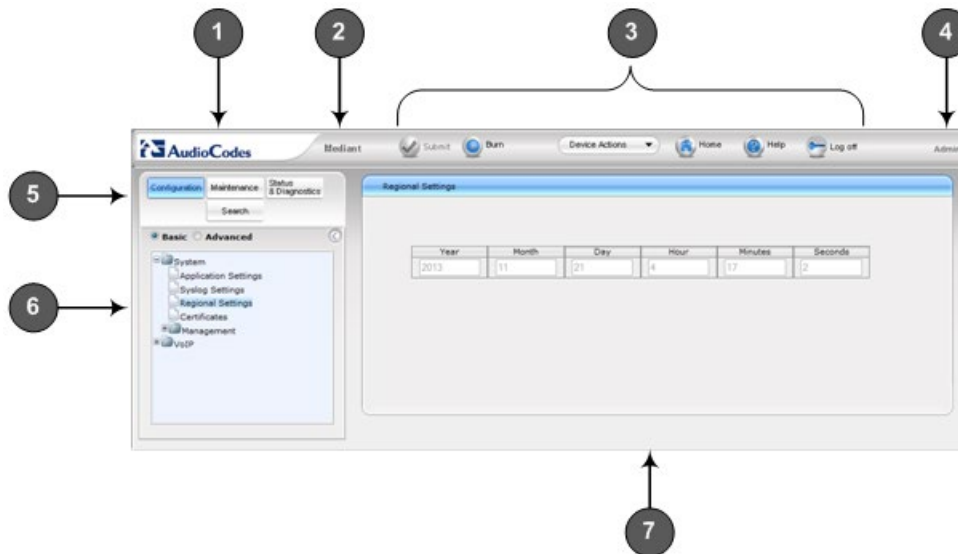 1
2
3
4
AudioCodes
Mediant
Submit
Burn
Device Actions
Home
Help
Log off
Admin
5
Configuration
Maintenance
Status
& Diagnostics
Search
Basic
Advanced
Regional Settings
Year
Month
Day
Hour
Minutes
Seconds
2013
11
21
4
17
2
6
System
Application Settings
Syslog Settings
Regional Settings
Certificates
Management
VoIP
7